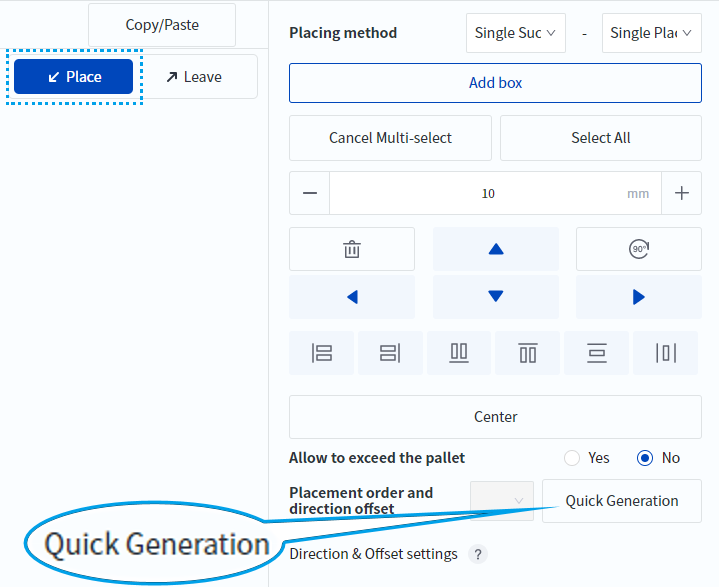 Copy/Paste
Place
Leave
Placing method
Single Suc
-
Single Pla
Add box
Cancel Multi-select
Select All
10
mm
90°
Center
Allow to exceed the pallet
Yes
No
Placement order and
direction offset
Quick Generation
Quick Generation
Direction & Offset settings ?